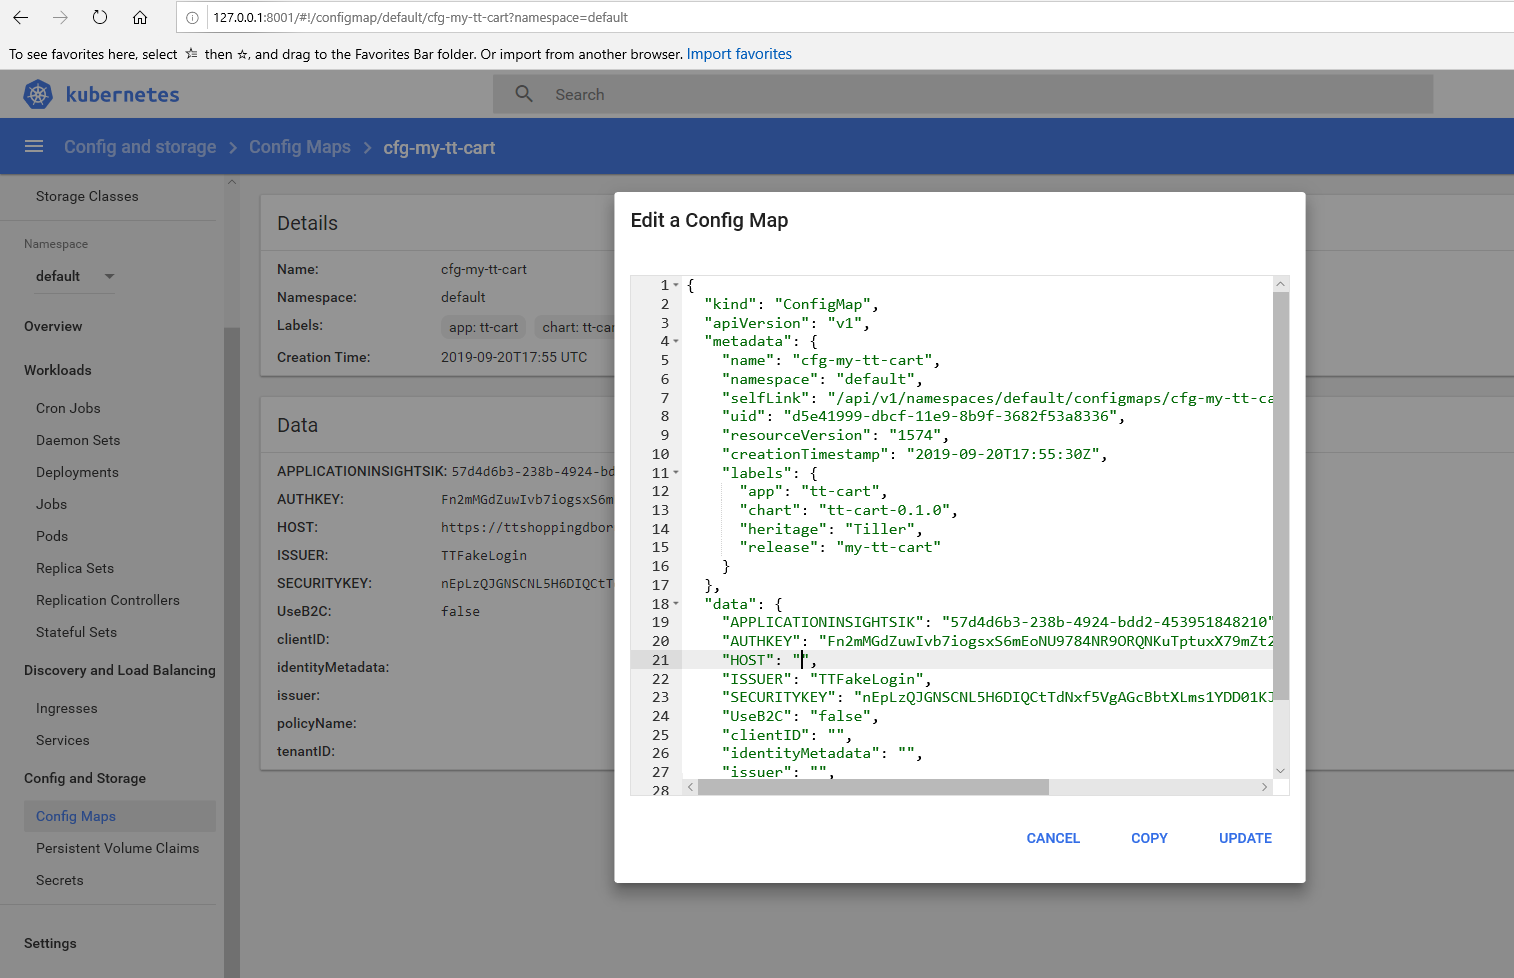 127.0.0.1:8001/#!/configmap/default/cfg-my-tt-cart?namespace=default
To see favorites here, select then , and drag to the Favorites Bar folder. Or import from another browser. Import favorites
kubernetes
Search
Config and storage > Config Maps > cfg-my-tt-cart
Storage Classes
Namespace
default
Overview
Workloads
Cron Jobs
Daemon Sets
Deployments
Jobs
Pods
Replica Sets
Replication Controllers
Stateful Sets
Discovery and Load Balancing
Ingresses
Services
Config and Storage
Config Maps
Persistent Volume Claims
Secrets
Settings
Details
Name: cfg-my-tt-cart
Namespace: default
Labels: app: tt-cart chart: tt-car
Creation Time: 2019-09-20T17:55 UTC
Data
APPLICATIONINSIGHTSIK: 57d4d6b3-238b-4924-bd
AUTHKEY: Fn2mMGdZuwIvb7iogsxS6m
HOST: https://ttshoppingdbor
ISSUER: TTFakeLogin
SECURITYKEY: nEpLzQJGNSCNL5H6DIQCtT
UseB2C: false
clientID:
identityMetadata:
issuer:
policyName:
tenantID:
Edit a Config Map
1 {
2 "kind": "ConfigMap",
3 "apiVersion": "v1",
4 "metadata": {
5 "name": "cfg-my-tt-cart",
6 "namespace": "default",
7 "selfLink": "/api/v1/namespaces/default/configmaps/cfg-my-tt-ca
8 "uid": "d5e41999-dbcf-11e9-8b9f-3682f53a8336",
9 "resourceVersion": "1574",
10 "creationTimestamp": "2019-09-20T17:55:30Z",
11 "labels": {
12 "app": "tt-cart",
13 "chart": "tt-cart-0.1.0",
14 "heritage": "Tiller",
15 "release": "my-tt-cart"
16 }
17 },
18 "data": {
19 "APPLICATIONINSIGHTSIK": "57d4d6b3-238b-4924-bdd2-453951848210"
20 "AUTHKEY": "Fn2mMGdZuwIvb7iogsxS6mEoNU9784NR9ORQNKuTptuxX79mZt2
21 "HOST": "",
22 "ISSUER": "TTFakeLogin",
23 "SECURITYKEY": "nEpLzQJGNSCNL5H6DIQCtTdNxf5VgAGcBbtXLms1YDD01KJ
24 "UseB2C": "false",
25 "clientID": "",
26 "identityMetadata": "",
27 "issuer": "",
28
CANCEL
COPY
UPDATE